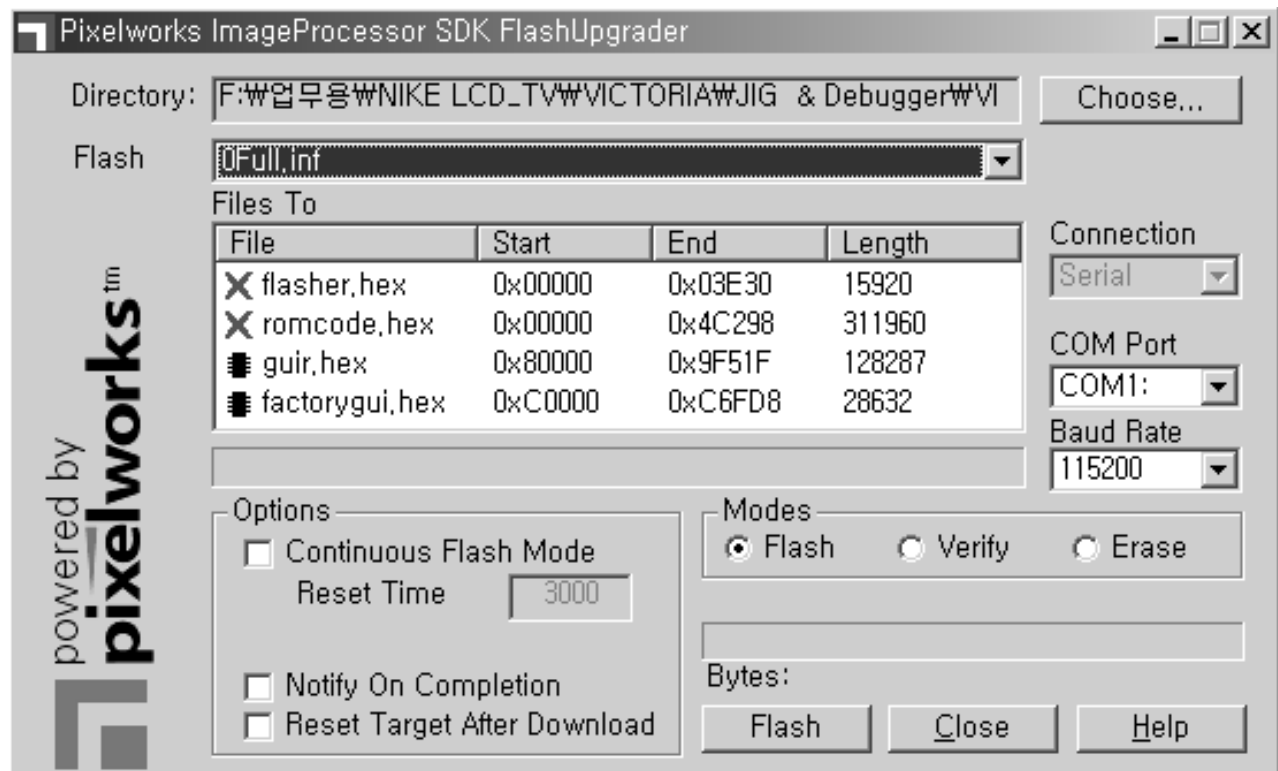 Pixelworks ImageProcessor SDK FlashUpgrader
Directory: F:₩업무용₩NIKE LCD_TV₩VICTORIA₩JIG & Debugger₩VI Choose...
Flash 0Full.inf
Files To
File Start End Length
flasher.hex 0x00000 0x03E30 15920
romcode.hex 0x00000 0x4C298 311960
guir.hex 0x80000 0x9F51F 128287
factorygui.hex 0xC0000 0xC6FD8 28632
Connection
Serial
COM Port
COM1:
Baud Rate
115200
Options
Continuous Flash Mode
Reset Time 3000
Notify On Completion
Reset Target After Download
Modes
Flash Verify Erase
Bytes:
Flash Close Help
powered by
pixelworks tm